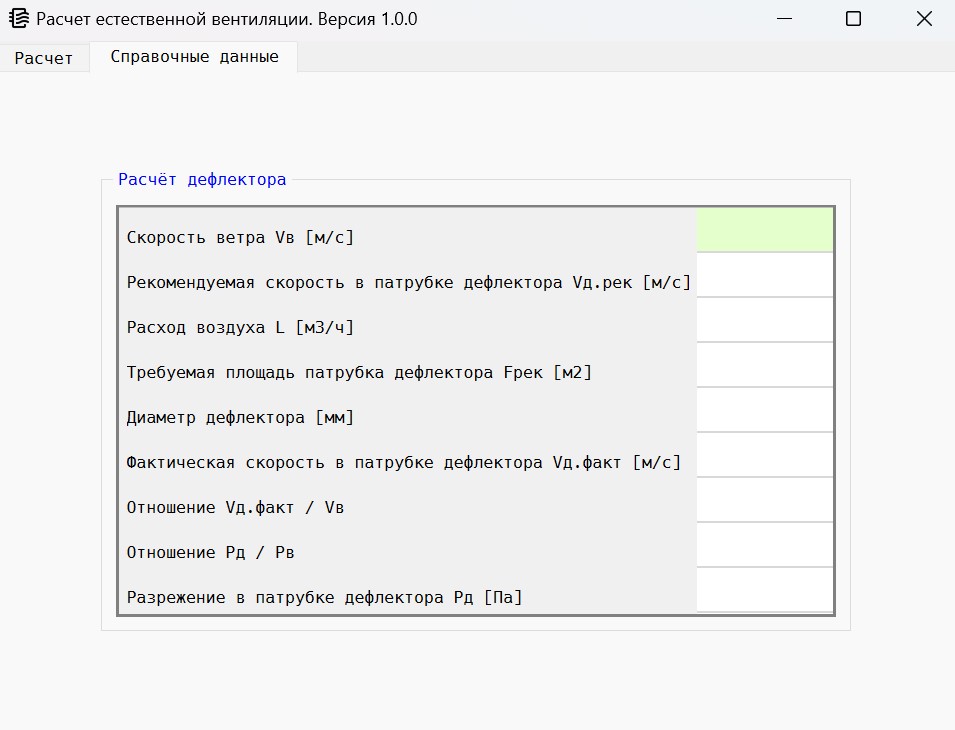 Расчет естественной вентиляции. Версия 1.0.0
Расчет
Справочные данные
Расчёт дефлектора
Скорость ветра Vв [м/с]
Рекомендуемая скорость в патрубке дефлектора Vд.рек [м/с]
Расход воздуха L [м3/ч]
Требуемая площадь патрубка дефлектора Fрек [м2]
Диаметр дефлектора [мм]
Фактическая скорость в патрубке дефлектора Vд.факт [м/с]
Отношение Vд.факт / Vв
Отношение Pд / Pв
Разрежение в патрубке дефлектора Pд [Па]